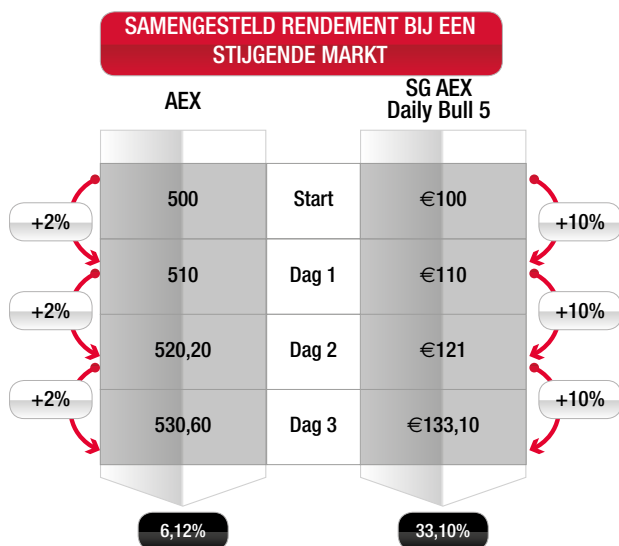 SAMENGESTELD RENDEMENT BIJ EEN
STIJGENDE MARKT
AEX
SG AEX
Daily Bull 5
500 Start €100
+2% +10%
510 Dag 1 €110
+2% +10%
520,20 Dag 2 €121
+2% +10%
530,60 Dag 3 €133,10
6,12% 33,10%